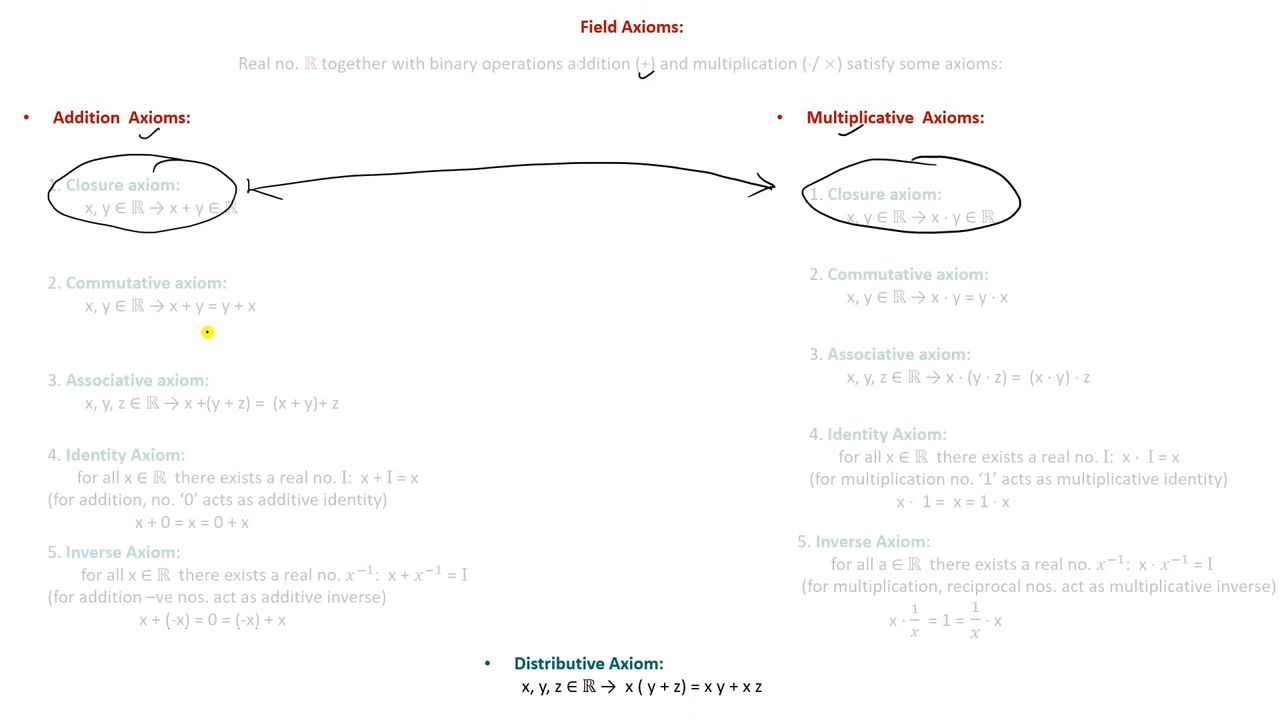 Field Axioms:
Real no. ℝ together with binary operations addition (+) and multiplication (·/ ×) satisfy some axioms:
• Addition Axioms:
1. Closure axiom:
x, y ∈ ℝ → x + y ∈ ℝ
2. Commutative axiom:
x, y ∈ ℝ → x + y = y + x
3. Associative axiom:
x, y, z ∈ ℝ → x +(y + z) = (x + y)+ z
4. Identity Axiom:
for all x ∈ ℝ there exists a real no. I: x + I = x
(for addition, no. ‘0’ acts as additive identity)
x + 0 = x = 0 + x
5. Inverse Axiom:
for all x ∈ ℝ there exists a real no. x⁻¹: x + x⁻¹ = I
(for addition –ve nos. act as additive inverse)
x + (-x) = 0 = (-x) + x
• Multiplicative Axioms:
1. Closure axiom:
x, y ∈ ℝ → x · y ∈ ℝ
2. Commutative axiom:
x, y ∈ ℝ → x · y = y · x
3. Associative axiom:
x, y, z ∈ ℝ → x · (y · z) = (x · y) · z
4. Identity Axiom:
for all x ∈ ℝ there exists a real no. I: x · I = x
(for multiplication no. ‘1’ acts as multiplicative identity)
x · 1 = x = 1 · x
5. Inverse Axiom:
for all a ∈ ℝ there exists a real no. x⁻¹: x · x⁻¹ = I
(for multiplication, reciprocal nos. act as multiplicative inverse)
x · 1/x = 1 = 1/x · x
• Distributive Axiom:
x, y, z ∈ ℝ → x ( y + z) = x y + x z